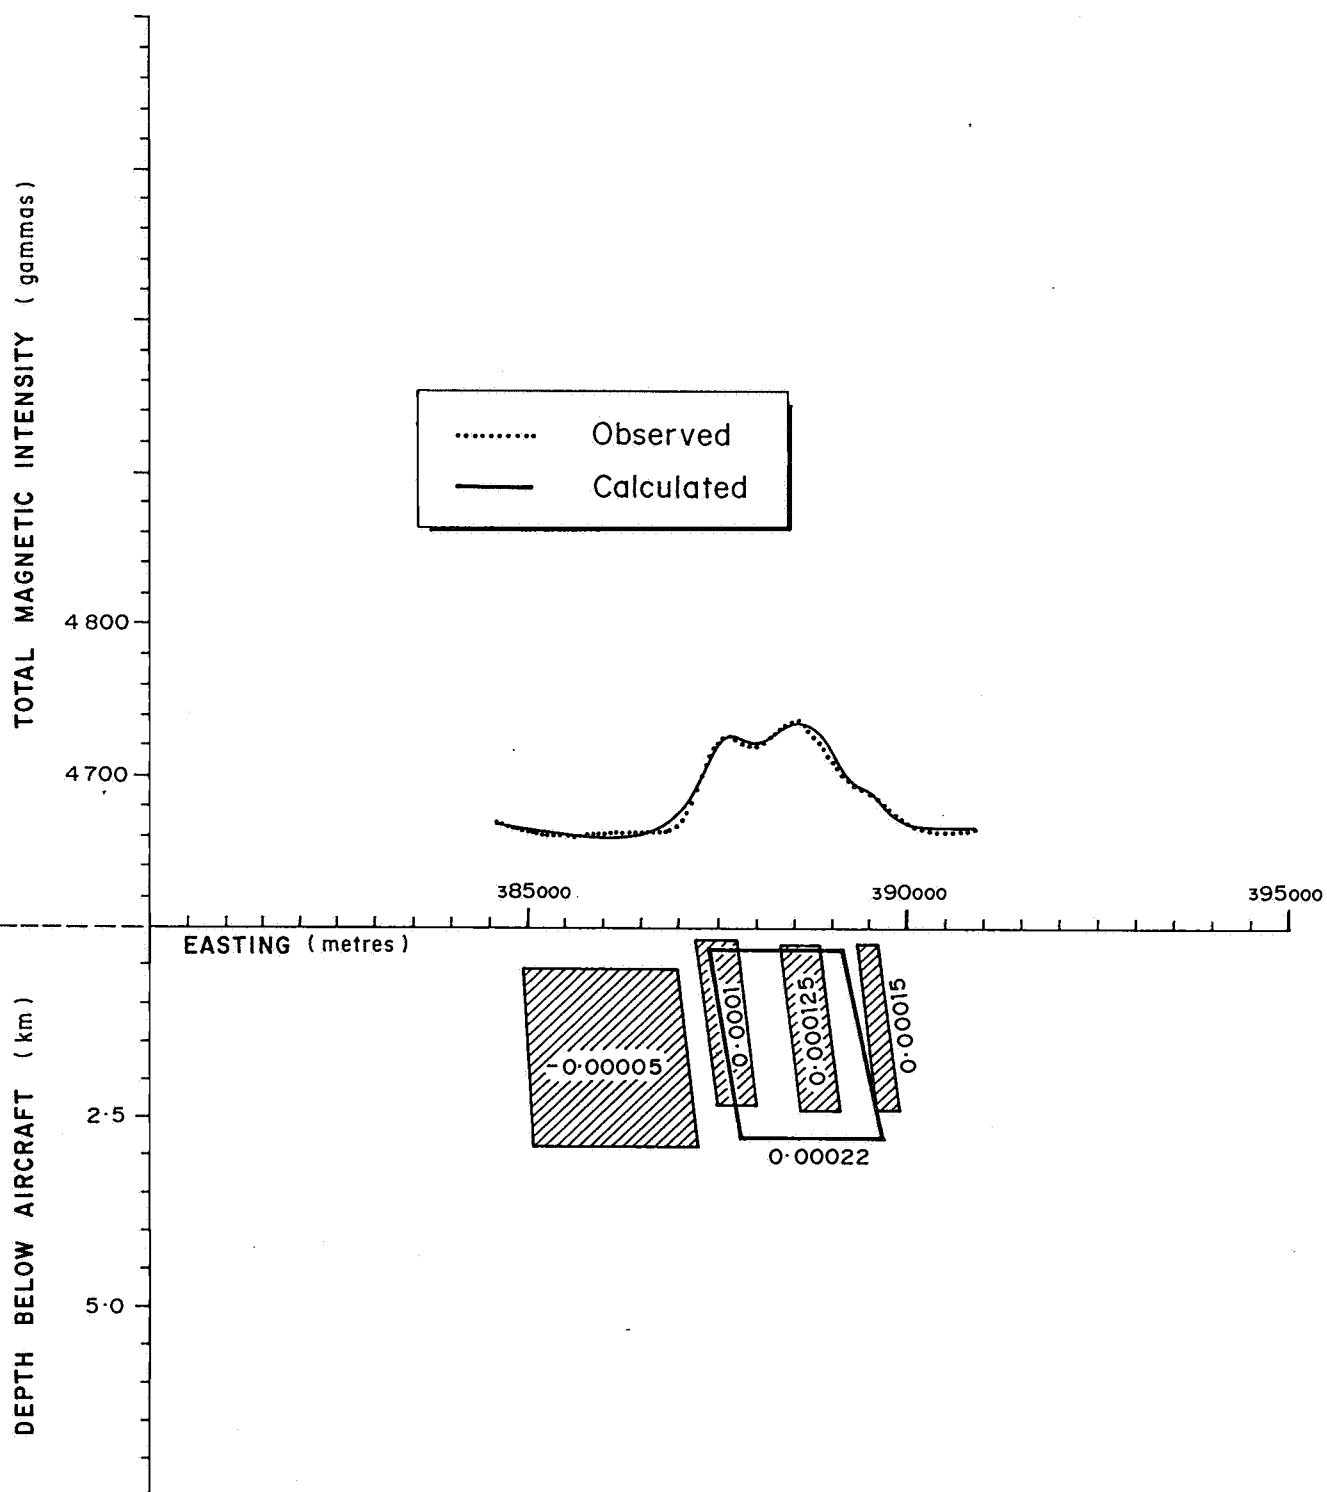 TOTAL MAGNETIC INTENSITY (gammas)
Observed
Calculated
4800
4700
385000
390000
395000
EASTING (metres)
DEPTH BELOW AIRCRAFT (km)
-0·00005
0·0001
0·000125
0·00015
2·5
0·00022
5·0